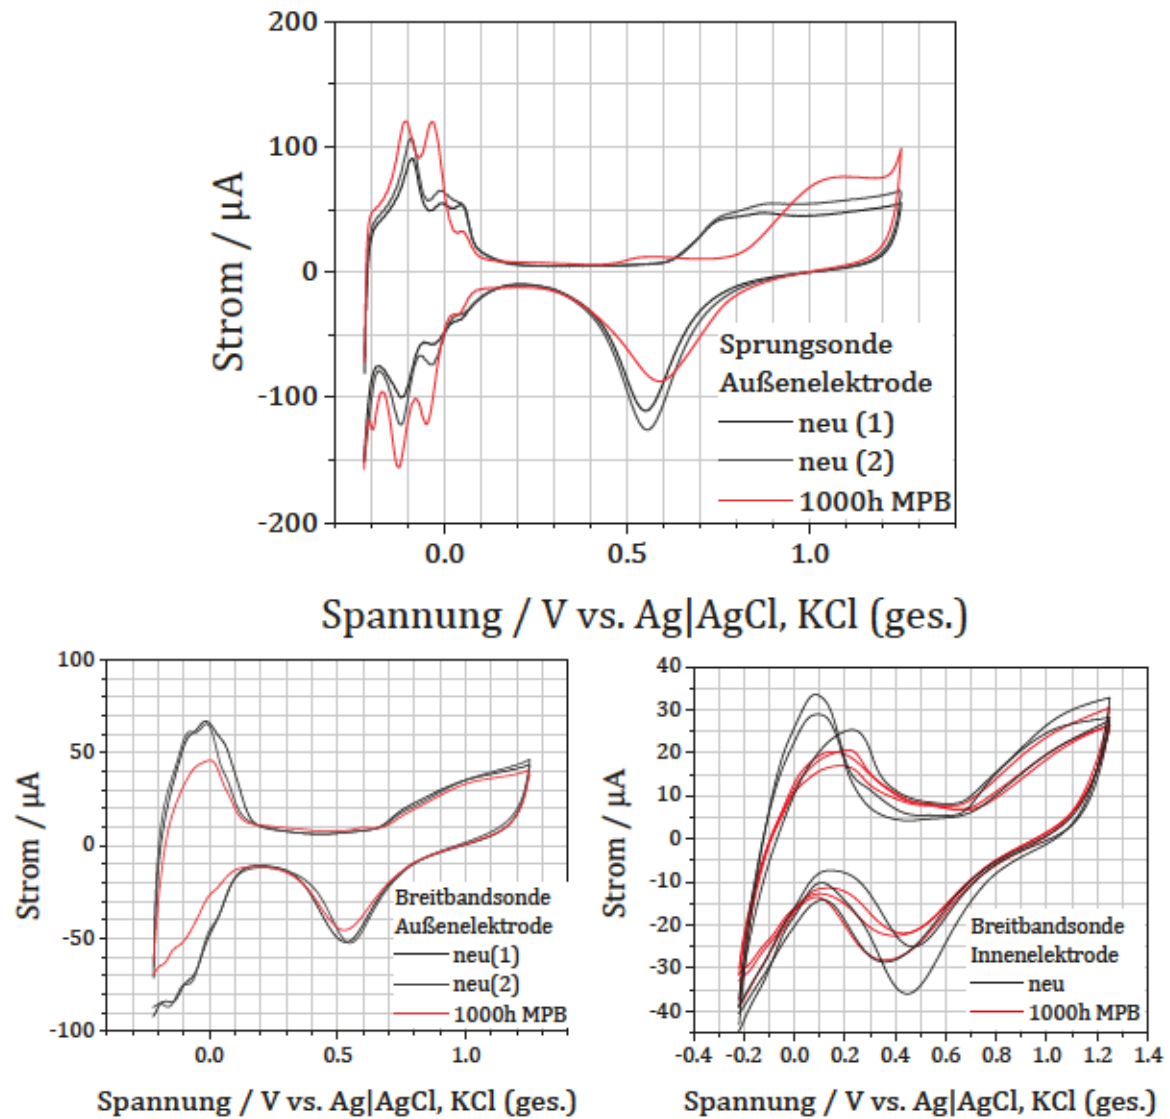 200
100
0
-100
-200
Strom / µA
Sprungsonde
Außenelektrode
neu (1)
neu (2)
1000h MPB
0.0 0.5 1.0
Spannung / V vs. Ag|AgCl, KCl (ges.)
100
50
0
-50
-100
Strom / µA
Breitbandsonde
Außenelektrode
neu(1)
neu(2)
1000h MPB
0.0 0.5 1.0
Spannung / V vs. Ag|AgCl, KCl (ges.)
40
30
20
10
0
-10
-20
-30
-40
Strom / µA
Breitbandsonde
Innenelektrode
neu
1000h MPB
-0.4 -0.2 0.0 0.2 0.4 0.6 0.8 1.0 1.2 1.4
Spannung / V vs. Ag|AgCl, KCl (ges.)